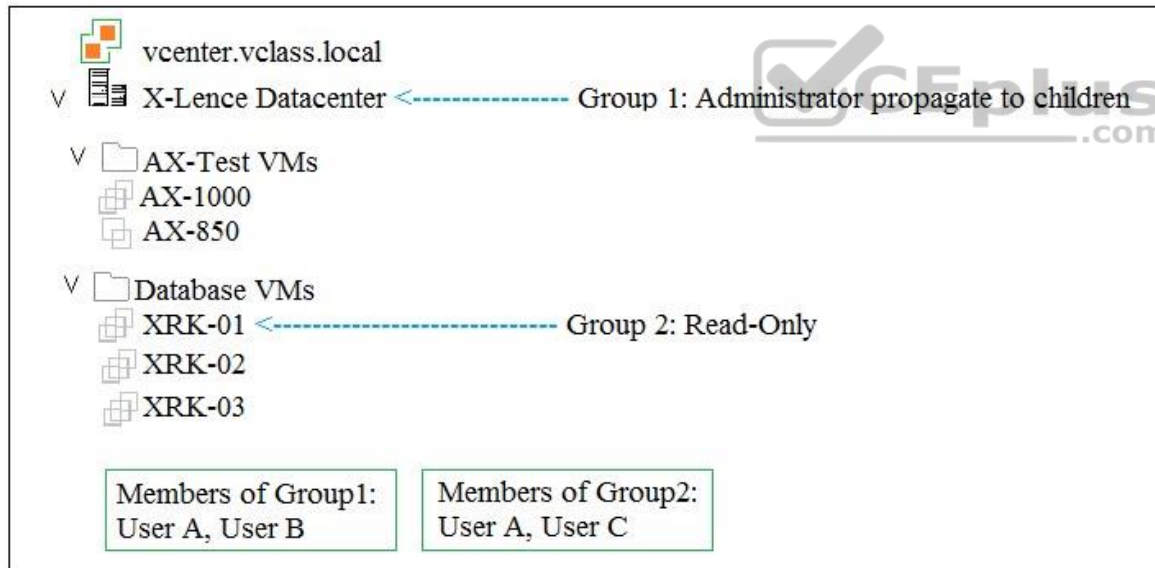 vcenter.vclass.local
X-Lence Datacenter
Group 1: Administrator propagate to children
CEplus
.com
AX-Test VMs
AX-1000
AX-850
Database VMs
XRK-01
Group 2: Read-Only
XRK-02
XRK-03
Members of Group1:
User A, User B
Members of Group2:
User A, User C